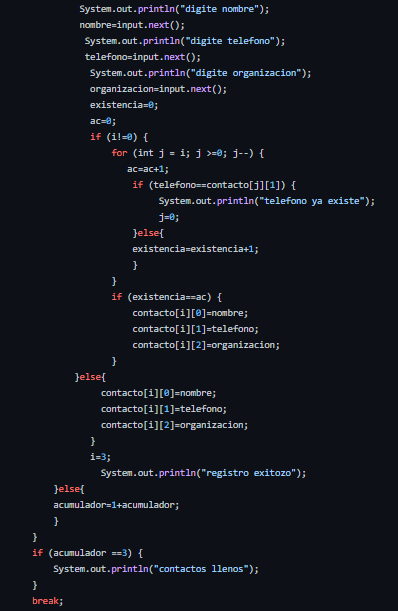 System.out.println("digite nombre");
nombre=input.next();
System.out.println("digite telefono");
telefono=input.next();
System.out.println("digite organizacion");
organizacion=input.next();
existencia=0;
ac=0;
if (i!=0) {
for (int j = i; j >=0; j--) {
ac=ac+1;
if (telefono==contacto[j][1]) {
System.out.println("telefono ya existe");
j=0;
}else{
existencia=existencia+1;
}
}
if (existencia==ac) {
contacto[i][0]=nombre;
contacto[i][1]=telefono;
contacto[i][2]=organizacion;
}
}else{
contacto[i][0]=nombre;
contacto[i][1]=telefono;
contacto[i][2]=organizacion;
}
i=3;
System.out.println("registro exitozo");
}else{
acumulador=1+acumulador;
}
}
if (acumulador ==3) {
System.out.println("contactos llenos");
}
break;